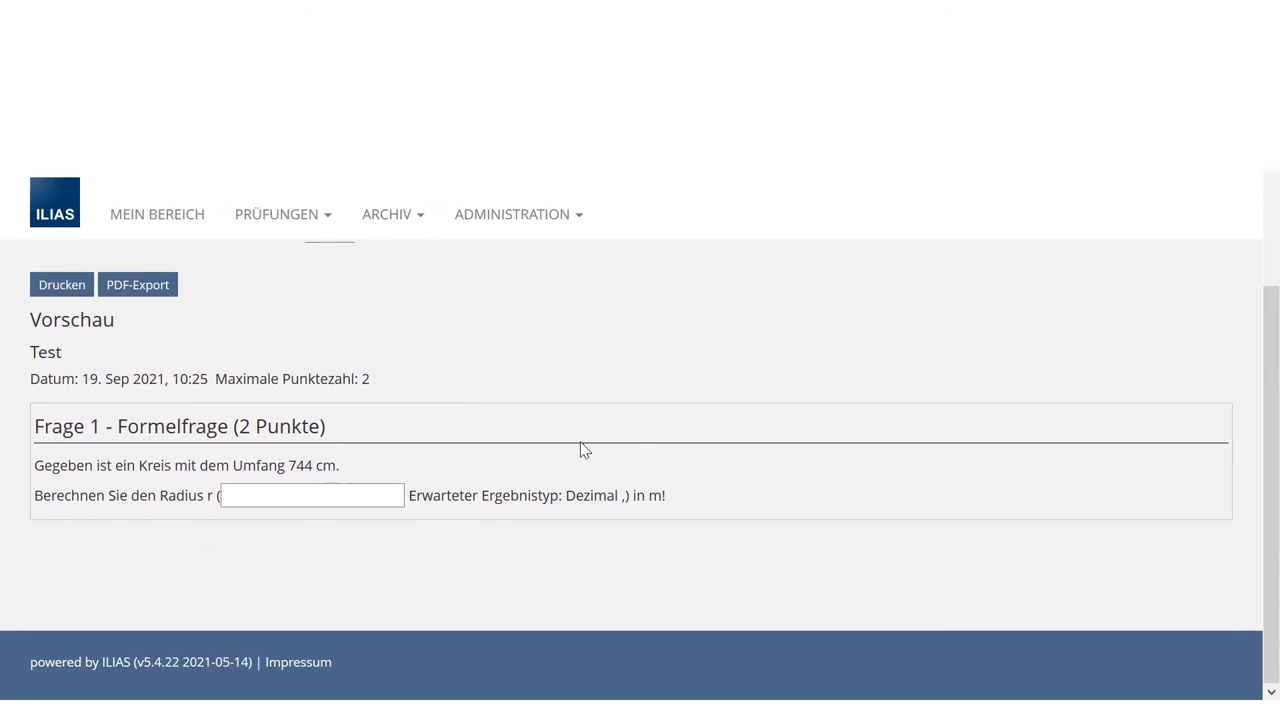 ILIAS
MEIN BEREICH PRÜFUNGEN ARCHIV ADMINISTRATION
Drucken PDF-Export
Vorschau
Test
Datum: 19. Sep 2021, 10:25 Maximale Punktezahl: 2
Frage 1 - Formelfrage (2 Punkte)
Gegeben ist ein Kreis mit dem Umfang 744 cm.
Berechnen Sie den Radius r ( Erwarteter Ergebnistyp: Dezimal ,) in m!
powered by ILIAS (v5.4.22 2021-05-14) | Impressum